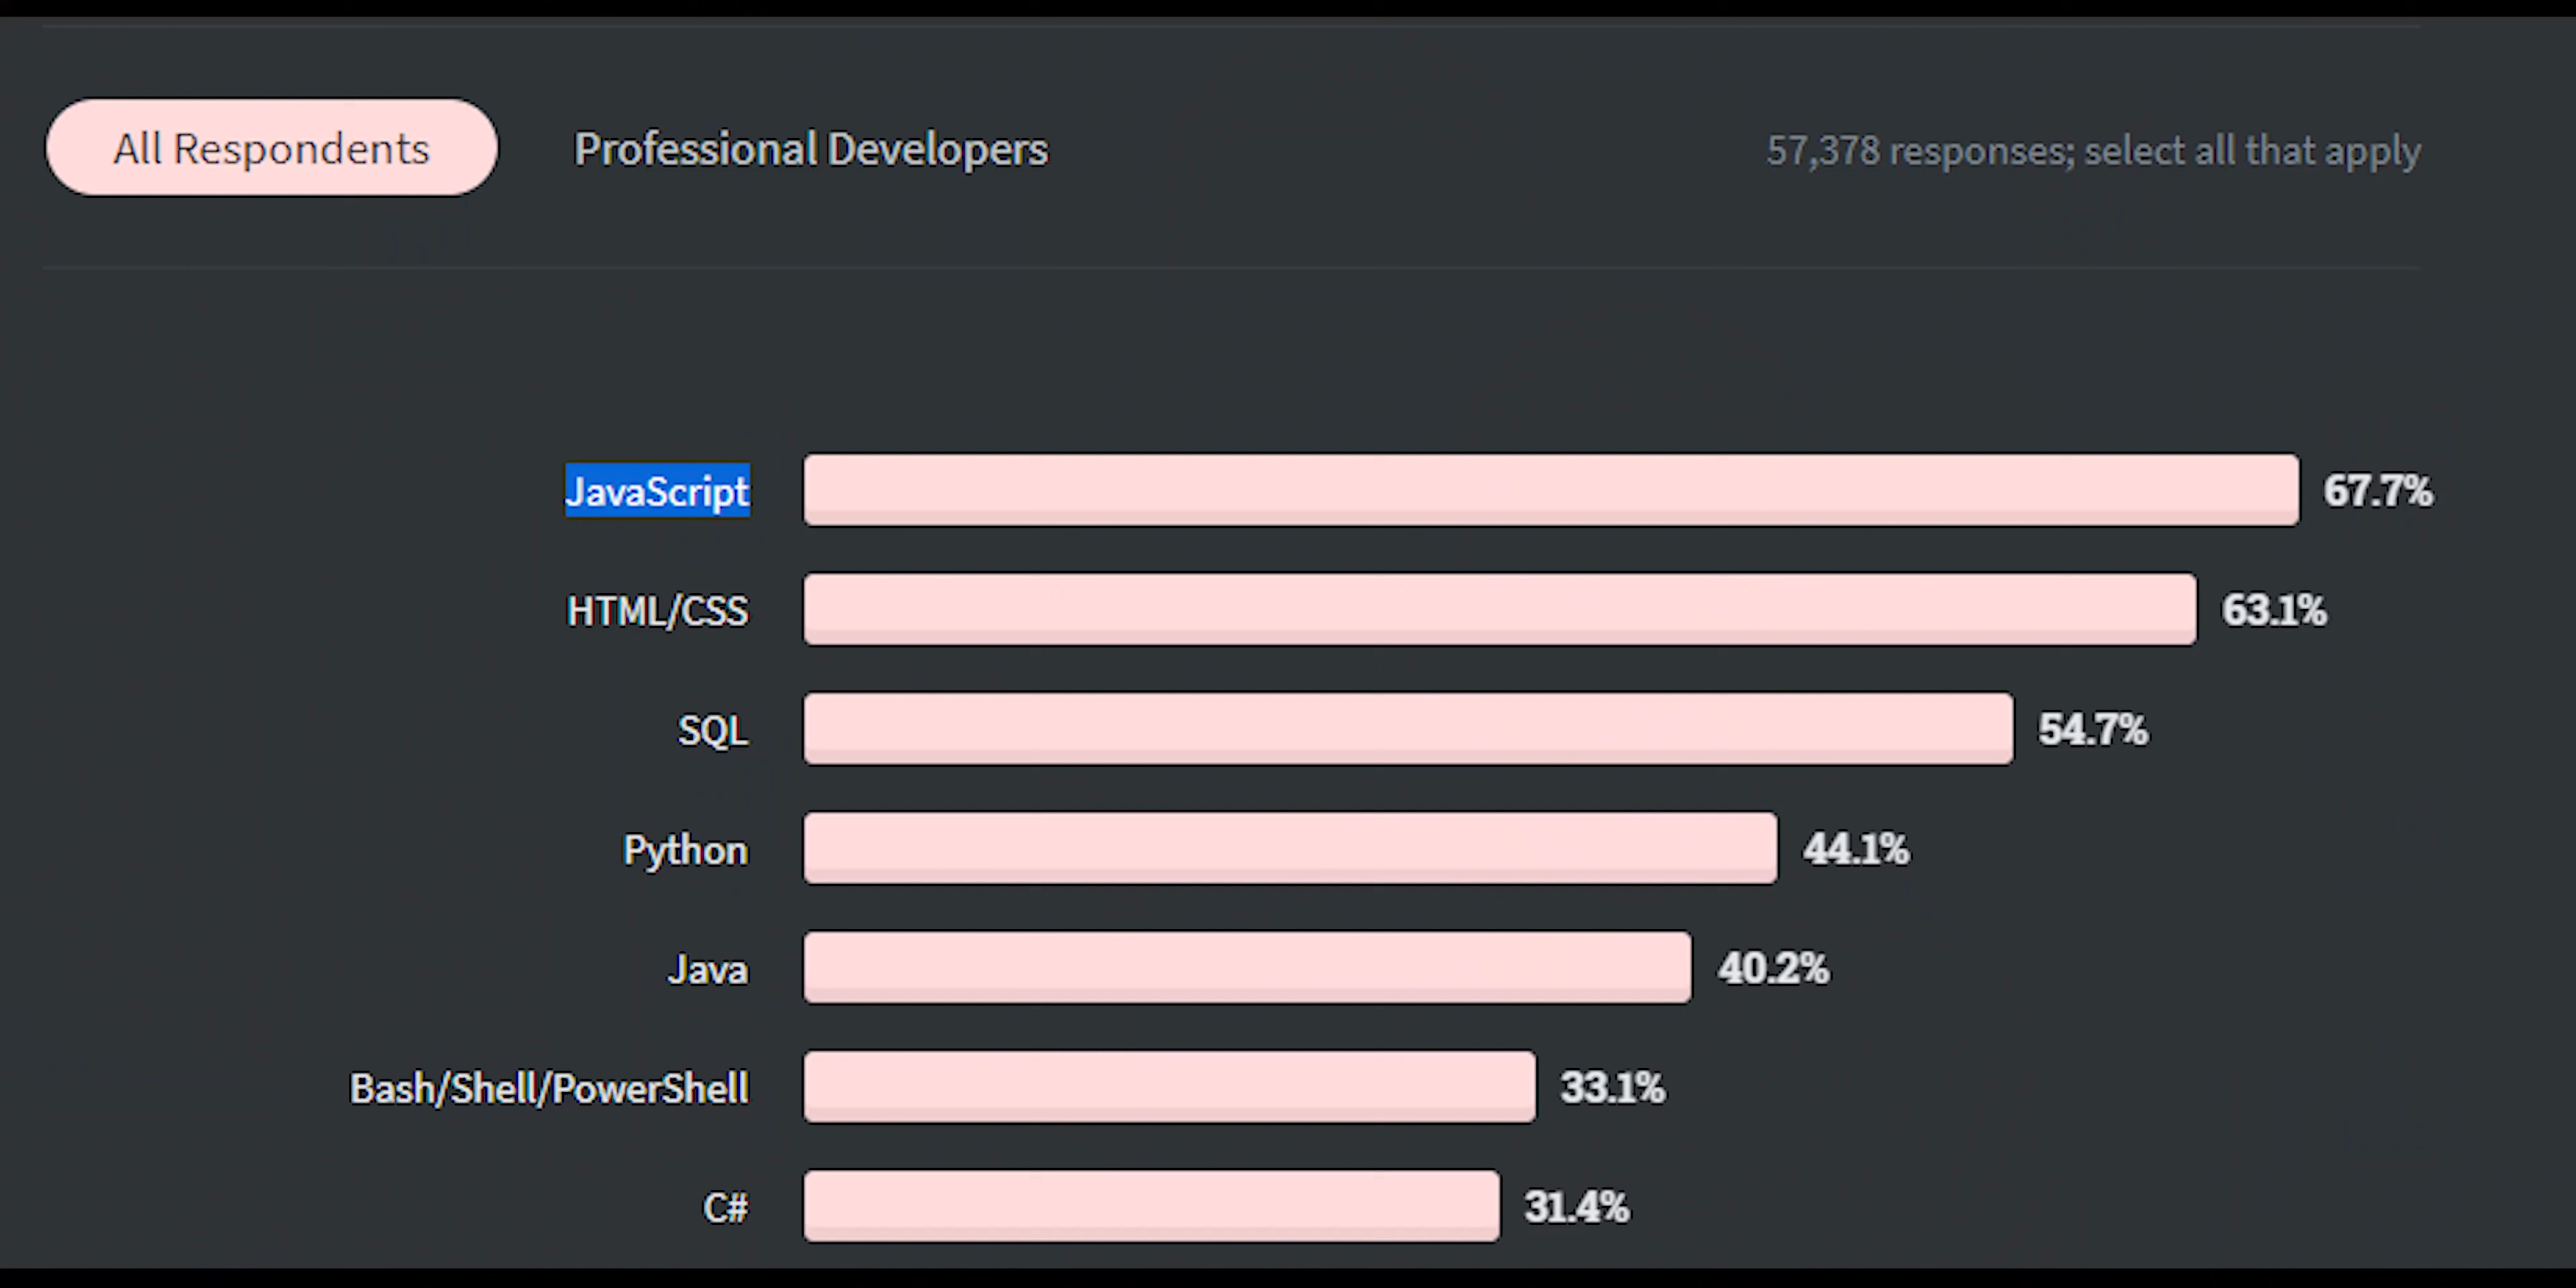 All Respondents Professional Developers 57,378 responses; select all that apply
JavaScript 67.7%
HTML/CSS 63.1%
SQL 54.7%
Python 44.1%
Java 40.2%
Bash/Shell/PowerShell 33.1%
C# 31.4%